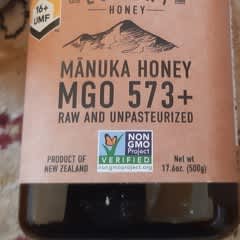 HONEY
16+
UMF
MĀNUKA HONEY
MGO 573+
RAW AND UNPASTEURIZED
PRODUCT OF
NEW ZEALAND
NON
GMO
Project
VERIFIED
nongmoproject.org
Net wt
17.6oz. (500g)